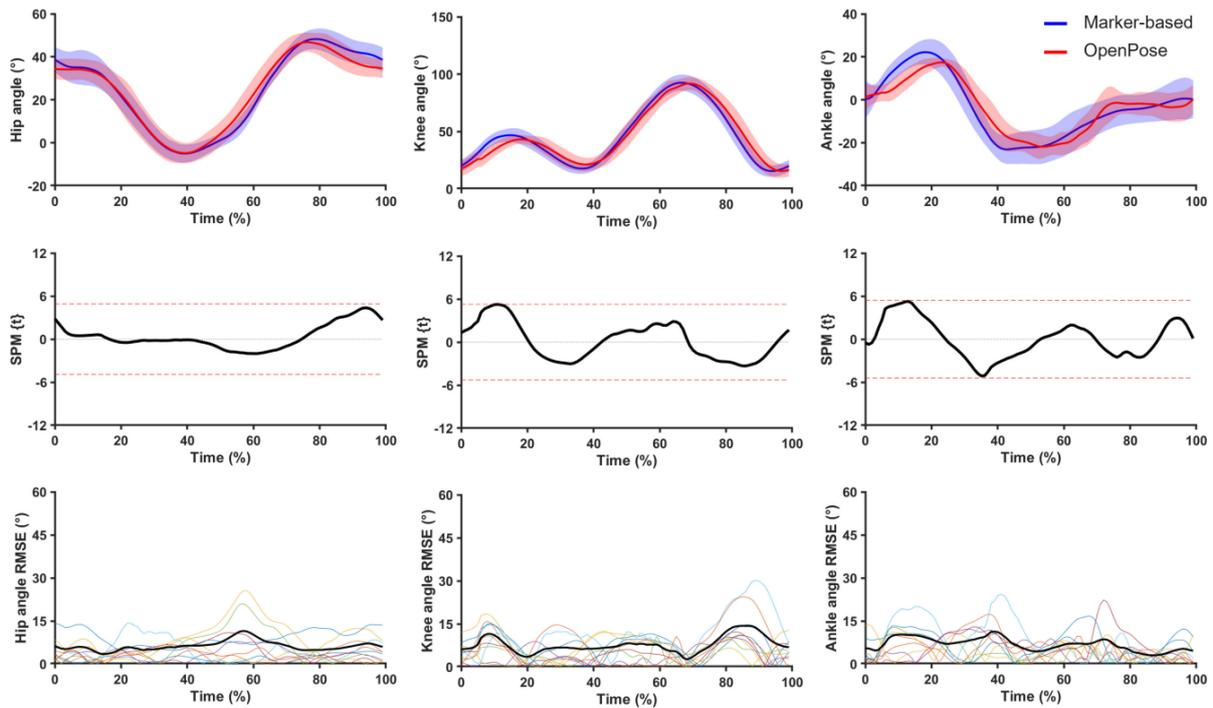 Marker-based
OpenPose
Hip angle (°)
60
40
20
0
-20
0 20 40 60 80 100
Time (%)
Knee angle (°)
150
100
50
0
0 20 40 60 80 100
Time (%)
Ankle angle (°)
40
20
0
-20
-40
0 20 40 60 80 100
Time (%)
SPM {t}
12
6
0
-6
-12
0 20 40 60 80 100
Time (%)
SPM {t}
12
6
0
-6
-12
0 20 40 60 80 100
Time (%)
SPM {t}
12
6
0
-6
-12
0 20 40 60 80 100
Time (%)
Hip angle RMSE (°)
60
45
30
15
0
0 20 40 60 80 100
Time (%)
Knee angle RMSE (°)
60
45
30
15
0
0 20 40 60 80 100
Time (%)
Ankle angle RMSE (°)
60
45
30
15
0
0 20 40 60 80 100
Time (%)